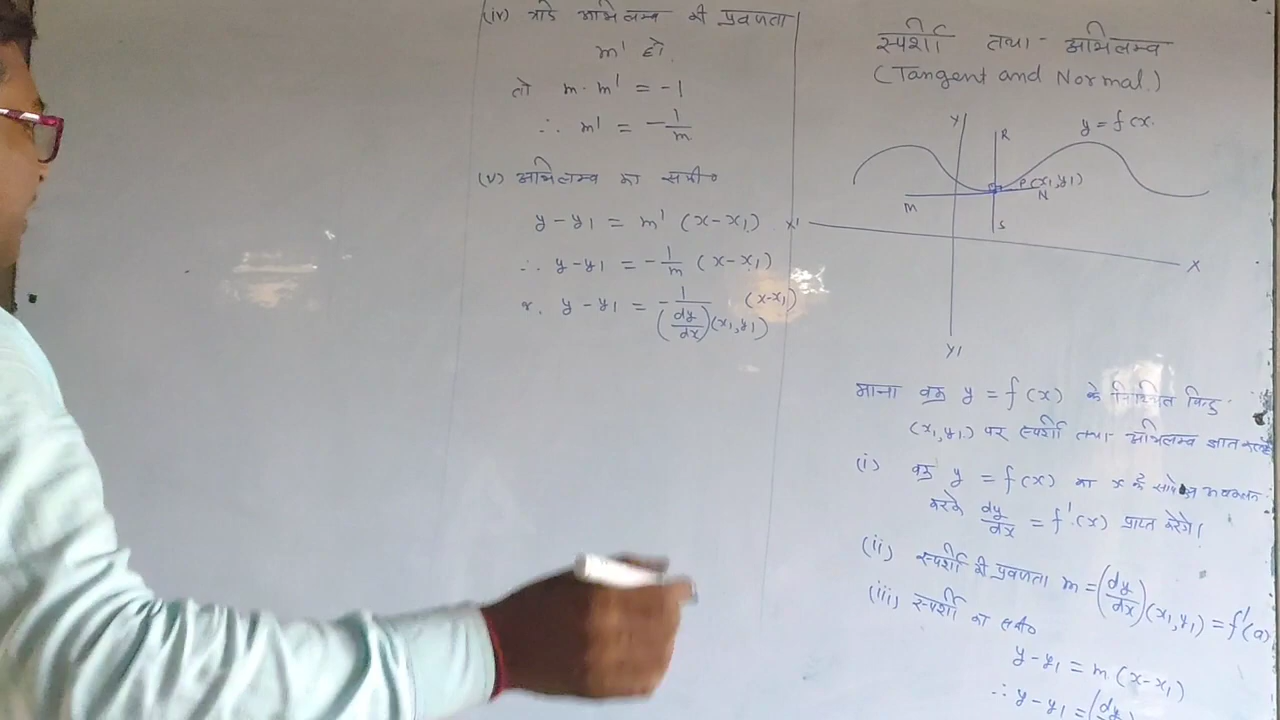 स्पर्शी तथा अभिलम्ब
(Tangent and Normal.)
Y
R
y = f(x.
P(x1,y1)
M
N
S
X'
X
Y1
माना वक्र y = f(x) के निश्चित बिन्दु
(x1,y1) पर स्पर्शी तथा अभिलम्ब ज्ञात करना
(i) वक्र y = f(x) का x के सापेक्ष अवकलन
करके dy/dx = f'(x) प्राप्त करेंगे।
(ii) स्पर्शी की प्रवणता m = (dy/dx)(x1,y1) = f'(a)
(iii) स्पर्शी का समी०
y-y1 = m(x-x1)
∴ y-y1 = (dy
(iv) यदि अभिलम्ब की प्रवणता
m' हो.
तो m.m' = -1
∴ m' = -1/m
(v) अभिलम्ब का समी०
y-y1 = m' (x-x1)
∴ y-y1 = -1/m (x-x1)
y-y1 = -1/(dy/dx)(x1,y1) (x-x1)